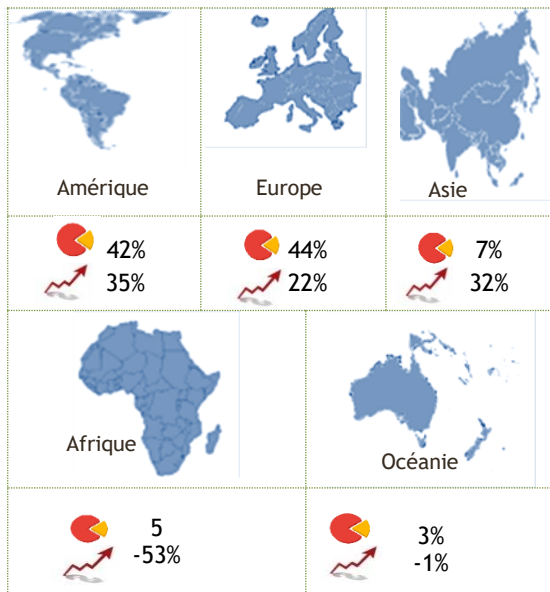 Amérique
Europe
Asie
42%
35%
44%
22%
7%
32%
Afrique
Océanie
5
-53%
3%
-1%